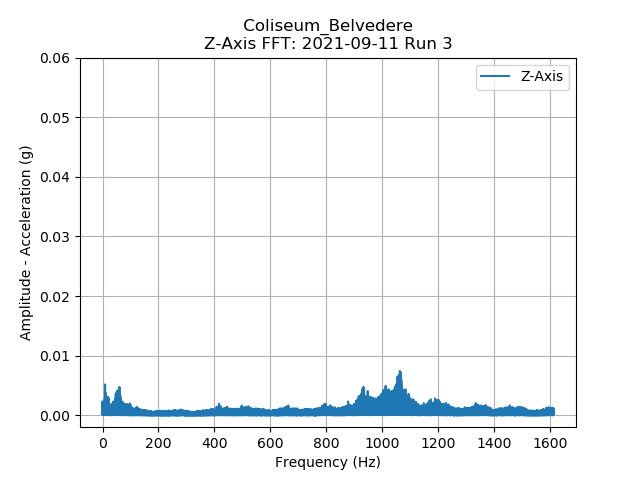 Coliseum_Belvedere
Z-Axis FFT: 2021-09-11 Run 3
Z-Axis
0.06
0.05
0.04
0.03
0.02
0.01
0.00
Amplitude - Acceleration (g)
0 200 400 600 800 1000 1200 1400 1600
Frequency (Hz)